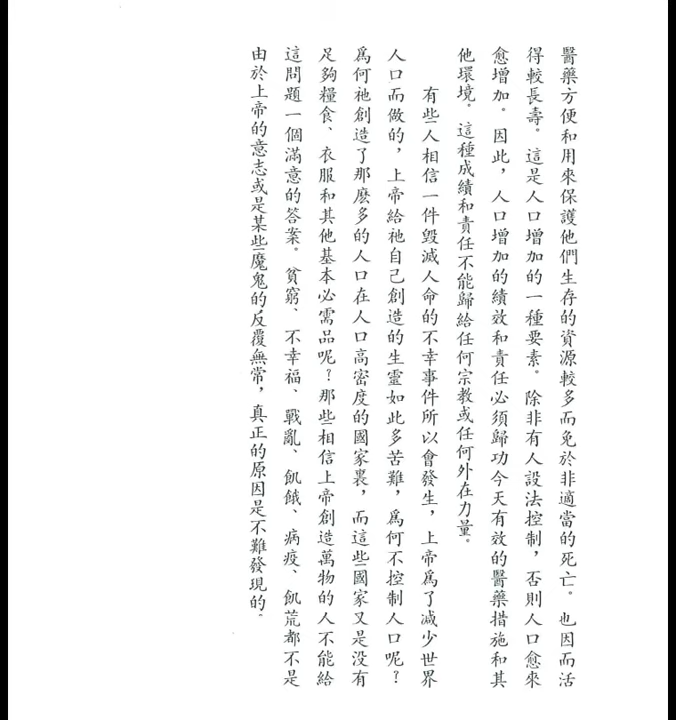 醫藥方便和用來保護他們生存的資源較多而免於非適當的死亡。也因而活
得較長壽。這是人口增加的一種要素。除非有人設法控制，否則人口愈來
愈增加。因此，人口增加的績效和責任必須歸功今天有效的醫藥措施和其
他環境。這種成績和責任不能歸給任何宗教或任何外在力量。
有些人相信一件毀滅人命的不幸事件所以會發生，上帝爲了減少世界
人口而做的，上帝給祂自己創造的生靈如此多苦難，爲何不控制人口呢？
爲何祂創造了那麽多的人口在人口高密度的國家裏，而這些國家又是没有
足夠糧食、衣服和其他基本必需品呢？那些相信上帝創造萬物的人不能給
這問題一個滿意的答案。貧窮、不幸福、戰亂、飢餓、病疫、飢荒都不是
由於上帝的意志或是某些魔鬼的反覆無常，真正的原因是不難發現的。